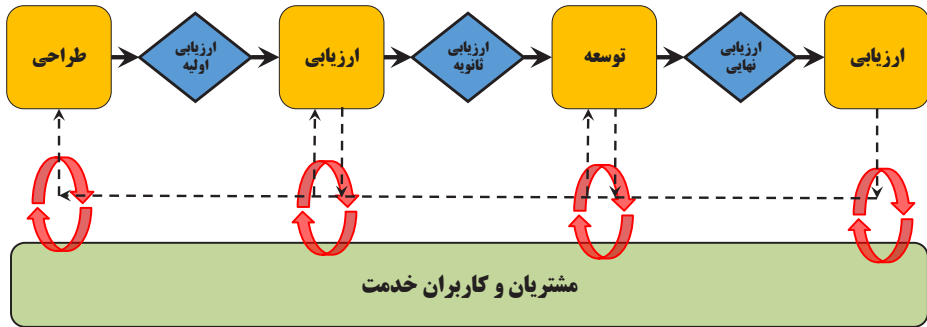 طراحی
ارزیابی
اولیه
ارزیابی
ارزیابی
ثانویه
توسعه
ارزیابی
نهایی
ارزیابی
مشتریان و کاربران خدمت